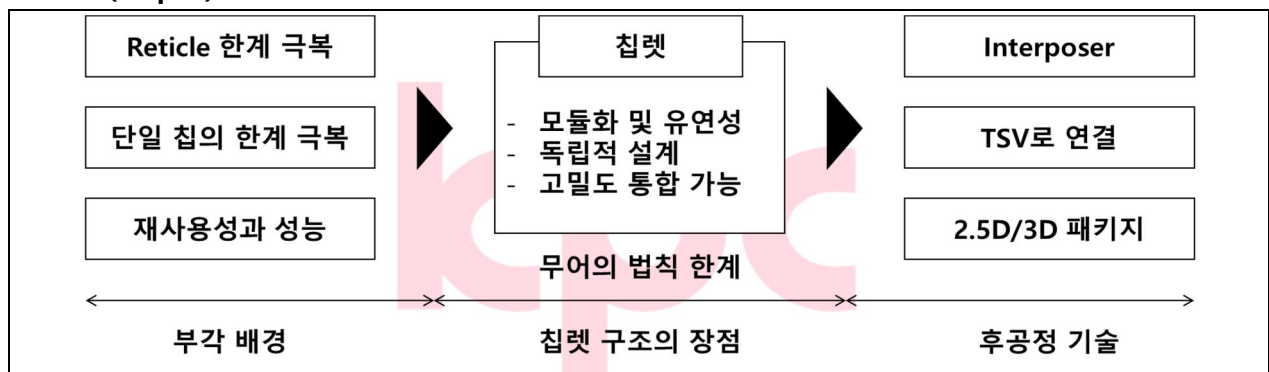 Reticle 한계 극복
단일 칩의 한계 극복
재사용성과 성능
부각 배경
칩렛
- 모듈화 및 유연성
- 독립적 설계
- 고밀도 통합 가능
무어의 법칙 한계
칩렛 구조의 장점
Interposer
TSV로 연결
2.5D/3D 패키지
후공정 기술
kpc